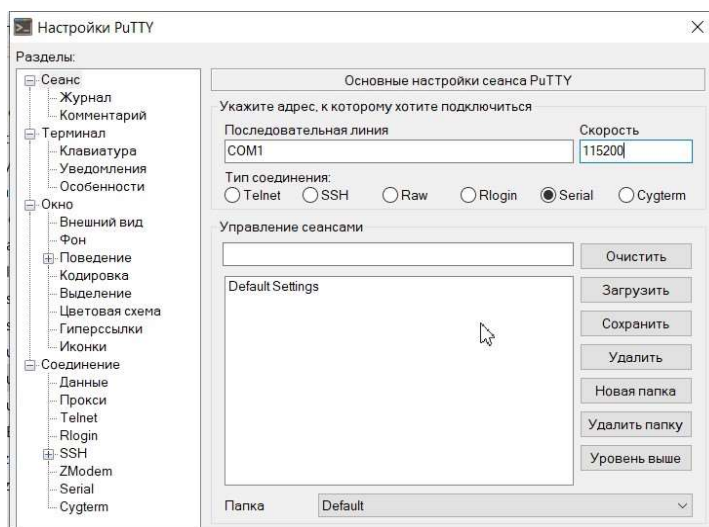 Настройки PuTTY
Разделы:
Сеанс
Журнал
Комментарий
Терминал
Клавиатура
Уведомления
Особенности
Окно
Внешний вид
Фон
Поведение
Кодировка
Выделение
Цветовая схема
Гиперссылки
Иконки
Соединение
Данные
Прокси
Telnet
Rlogin
SSH
ZModem
Serial
Cygterm
Основные настройки сеанса PuTTY
Укажите адрес, к которому хотите подключиться
Последовательная линия Скорость
COM1 115200
Тип соединения:
Telnet SSH Raw Rlogin Serial Cygterm
Управление сеансами
Очистить
Default Settings
Загрузить
Сохранить
Удалить
Новая папка
Удалить папку
Уровень выше
Папка Default